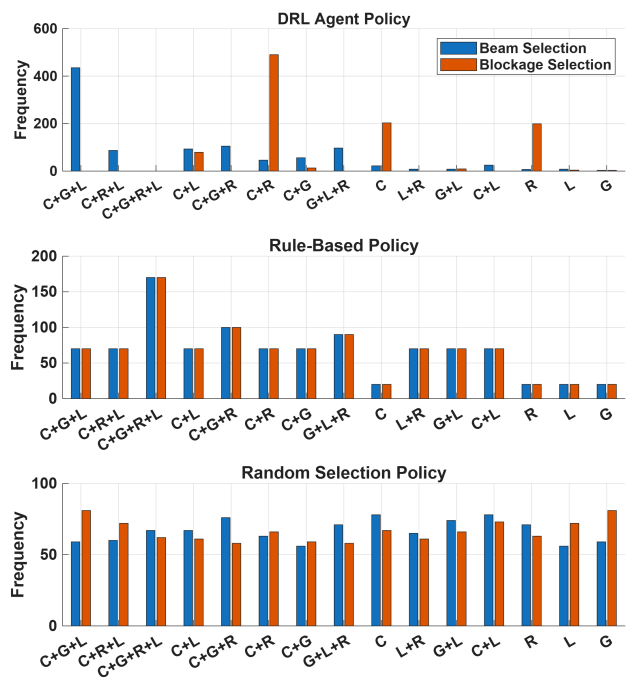 DRL Agent Policy
Frequency
600
400
200
0
Beam Selection
Blockage Selection
C+G+L
C+R+L
C+G+R+L
C+L
C+G+R
C+R
C+G
G+L+R
C
L+R
G+L
C+L
R
L
G
Rule-Based Policy
Frequency
200
150
100
50
0
C+G+L
C+R+L
C+G+R+L
C+L
C+G+R
C+R
C+G
G+L+R
C
L+R
G+L
C+L
R
L
G
Random Selection Policy
Frequency
100
50
0
C+G+L
C+R+L
C+G+R+L
C+L
C+G+R
C+R
C+G
G+L+R
C
L+R
G+L
C+L
R
L
G